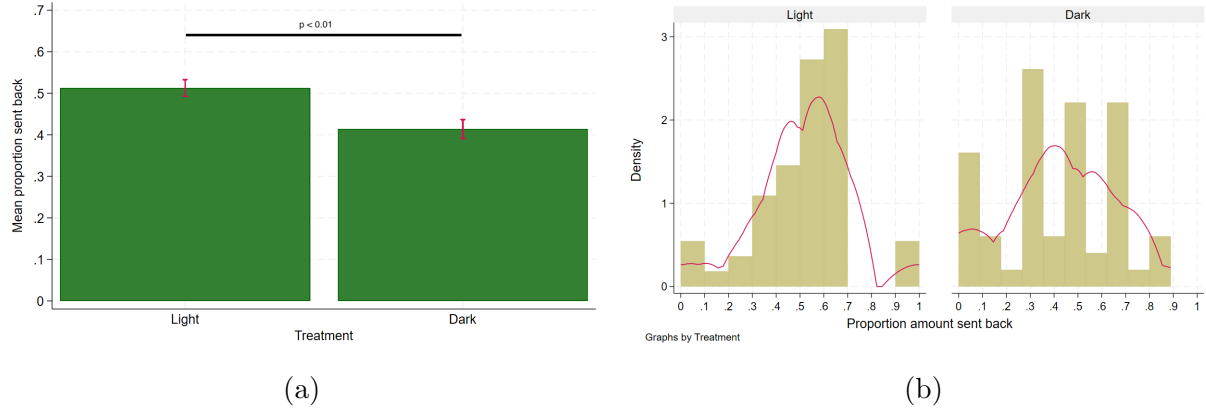 p < 0.01
Mean proportion sent back
.7
.6
.5
.4
.3
.2
.1
0
Light Dark
Treatment
(a)
Light Dark
Density
3
2
1
0
0 .1 .2 .3 .4 .5 .6 .7 .8 .9 1 0 .1 .2 .3 .4 .5 .6 .7 .8 .9 1
Proportion amount sent back
Graphs by Treatment
(b)